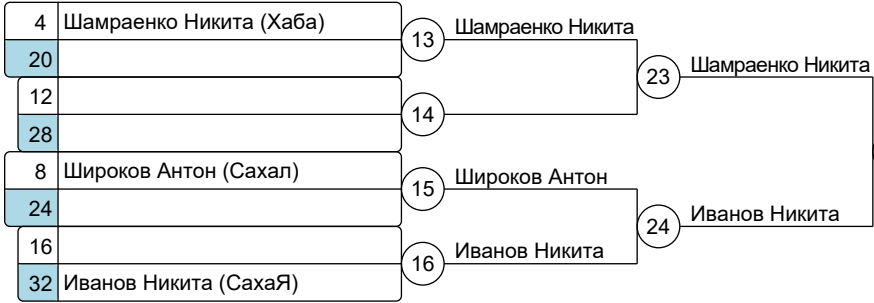 4 Шамраенко Никита (Хаба)
20
13 Шамраенко Никита
23 Шамраенко Никита
12
28
14
8 Широков Антон (Сахал)
24
15 Широков Антон
24 Иванов Никита
16
32 Иванов Никита (СахаЯ)
16 Иванов Никита